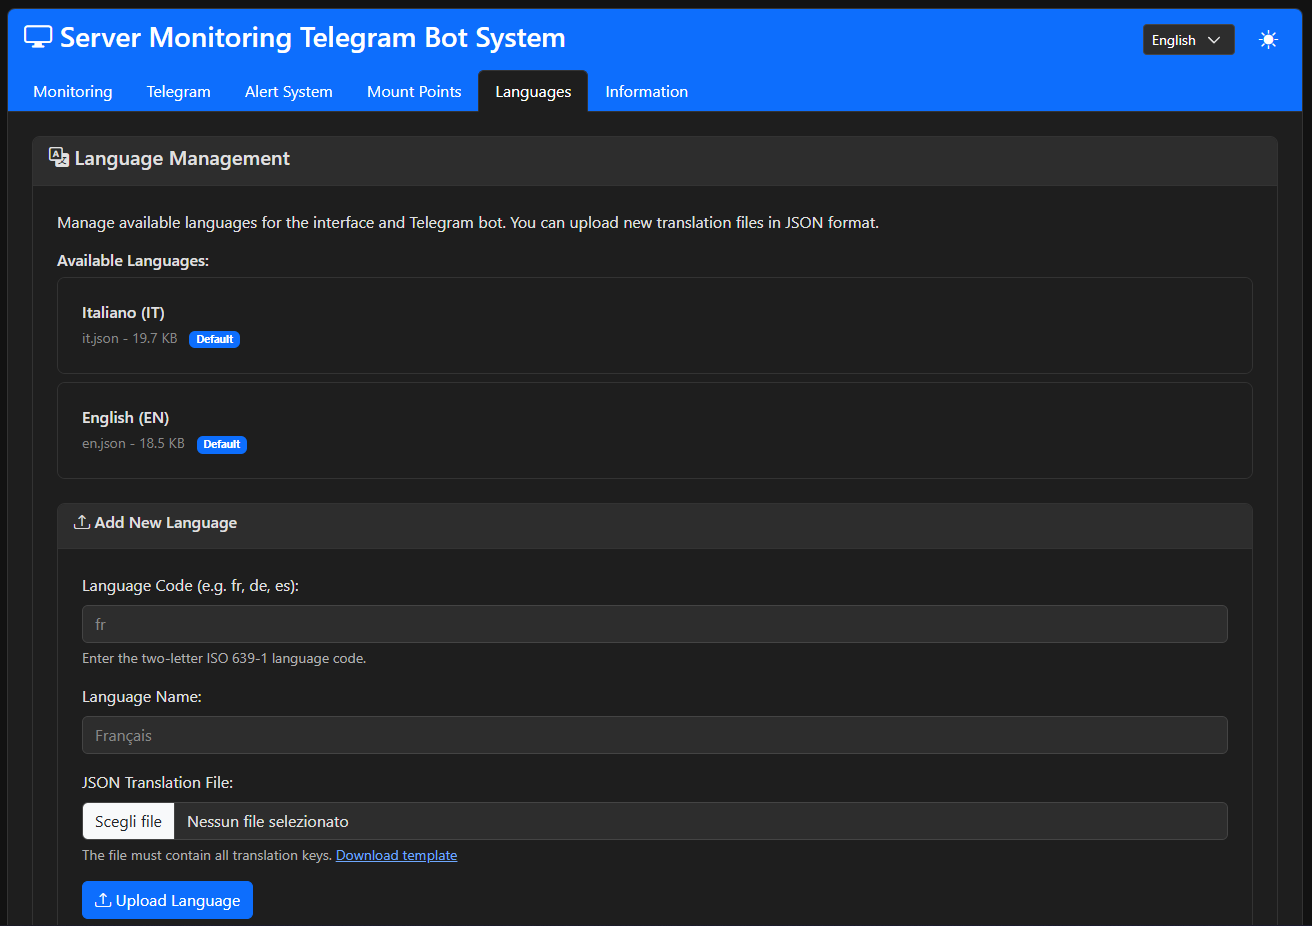 Server Monitoring Telegram Bot System
English
Monitoring Telegram Alert System Mount Points Languages Information
Language Management
Manage available languages for the interface and Telegram bot. You can upload new translation files in JSON format.
Available Languages:
Italiano (IT)
it.json - 19.7 KB Default
English (EN)
en.json - 18.5 KB Default
Add New Language
Language Code (e.g. fr, de, es):
fr
Enter the two-letter ISO 639-1 language code.
Language Name:
Français
JSON Translation File:
Scegli file Nessun file selezionato
The file must contain all translation keys. Download template
Upload Language